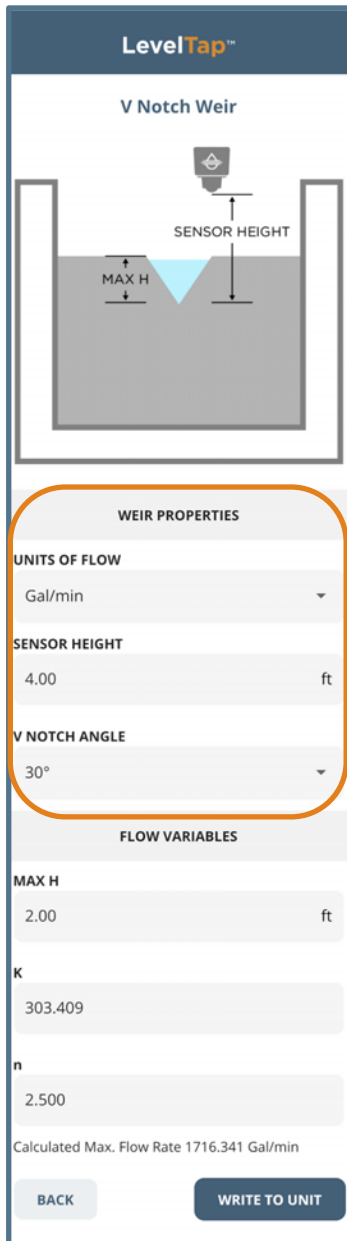 LevelTap™
V Notch Weir
SENSOR HEIGHT
MAX H
WEIR PROPERTIES
UNITS OF FLOW
Gal/min
SENSOR HEIGHT
4.00 ft
V NOTCH ANGLE
30°
FLOW VARIABLES
MAX H
2.00 ft
K
303.409
n
2.500
Calculated Max. Flow Rate 1716.341 Gal/min
BACK WRITE TO UNIT